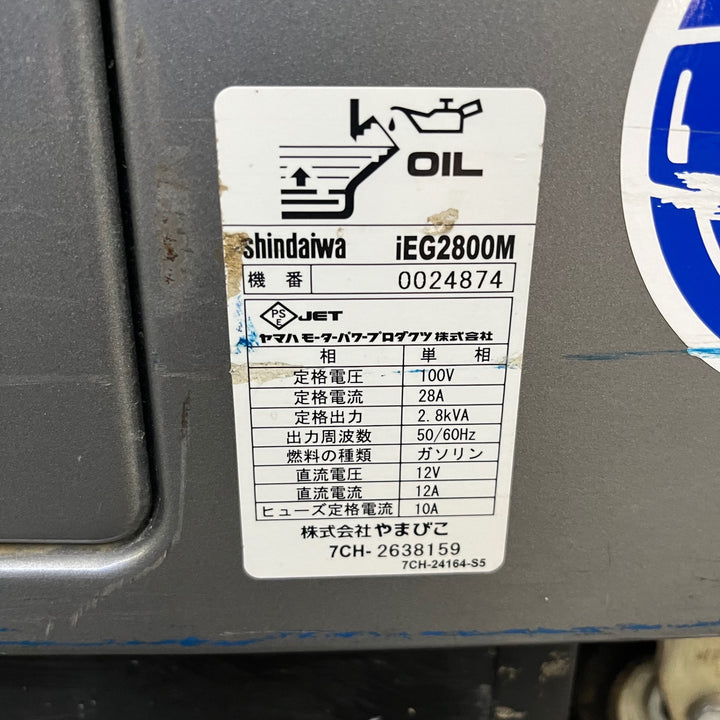 OIL
shindaiwa iEG2800M
機番 0024874
PSE JET
ヤマハモーターパワープロダクツ株式会社
相 単相
定格電圧 100V
定格電流 28A
定格出力 2.8kVA
出力周波数 50/60Hz
燃料の種類 ガソリン
直流電圧 12V
直流電流 12A
ヒューズ定格電流 10A
株式会社やまびこ
7CH-2638159
7CH-24164-S5